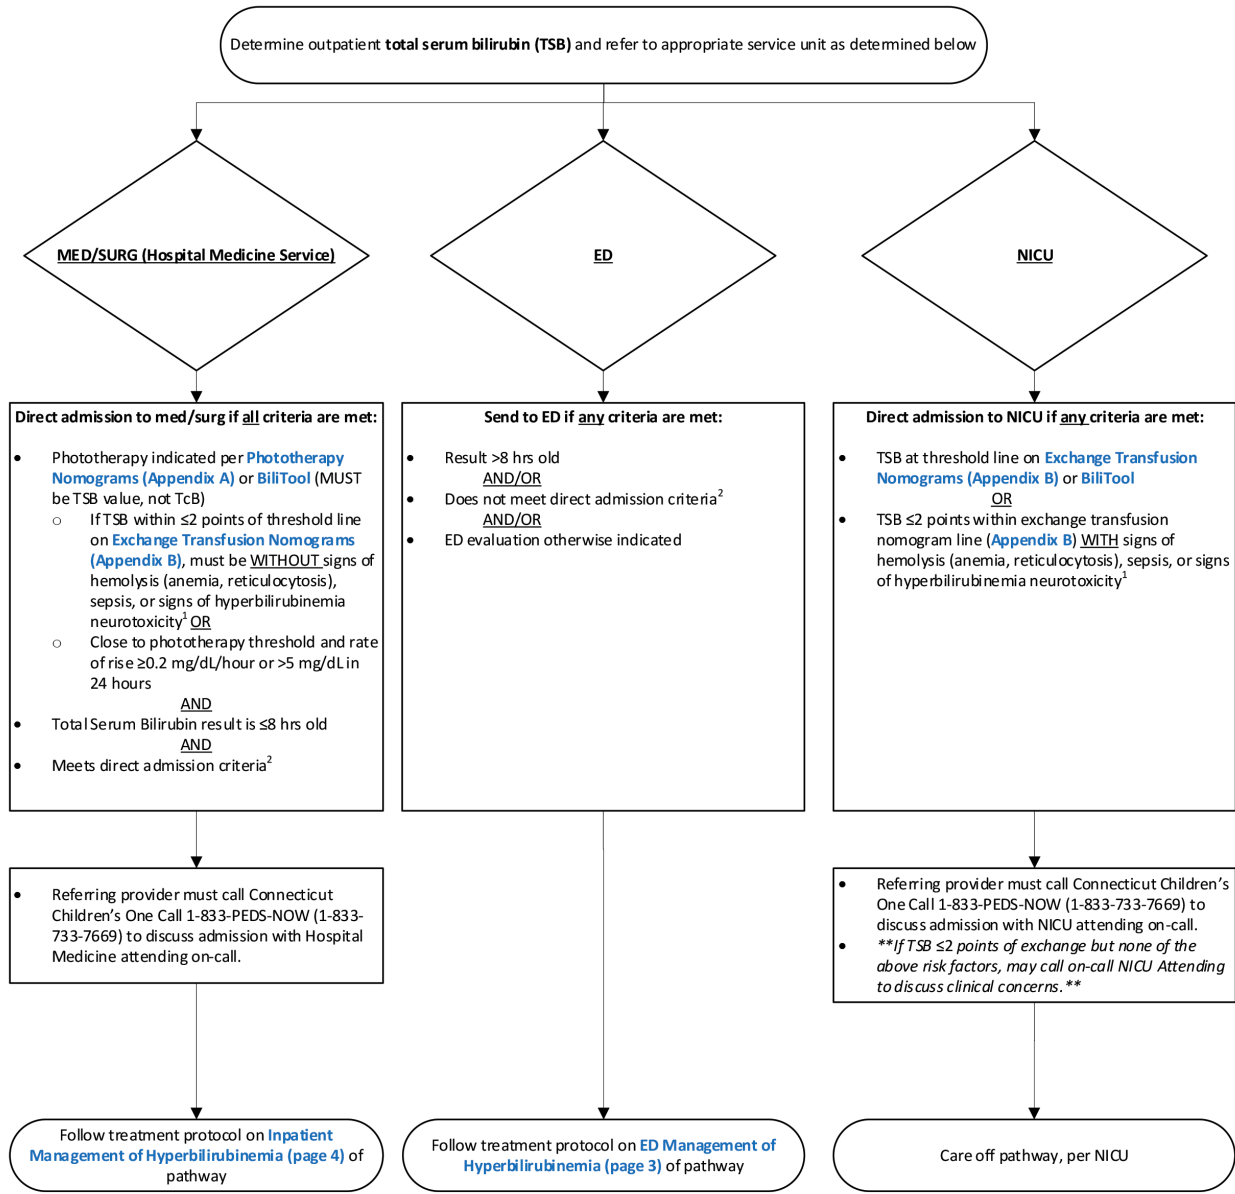 Determine outpatient total serum bilirubin (TSB) and refer to appropriate service unit as determined below
MED/SURG (Hospital Medicine Service)
ED
NICU
Direct admission to med/surg if all criteria are met:
• Phototherapy indicated per Phototherapy
Nomograms (Appendix A) or BiliTool (MUST
be TSB value, not TcB)
o If TSB within ≤2 points of threshold line
on Exchange Transfusion Nomograms
(Appendix B), must be WITHOUT signs of
hemolysis (anemia, reticulocytosis),
sepsis, or signs of hyperbilirubinemia
neurotoxicity1 OR
o Close to phototherapy threshold and rate
of rise ≥0.2 mg/dL/hour or >5 mg/dL in
24 hours
AND
• Total Serum Bilirubin result is ≤8 hrs old
AND
• Meets direct admission criteria2
Send to ED if any criteria are met:
• Result >8 hrs old
AND/OR
• Does not meet direct admission criteria2
AND/OR
• ED evaluation otherwise indicated
Direct admission to NICU if any criteria are met:
• TSB at threshold line on Exchange Transfusion
Nomograms (Appendix B) or BiliTool
OR
• TSB ≤2 points within exchange transfusion
nomogram line (Appendix B) WITH signs of
hemolysis (anemia, reticulocytosis), sepsis, or signs
of hyperbilirubinemia neurotoxicity1
• Referring provider must call Connecticut
Children's One Call 1-833-PEDS-NOW (1-833-
733-7669) to discuss admission with Hospital
Medicine attending on-call.
• Referring provider must call Connecticut Children's
One Call 1-833-PEDS-NOW (1-833-733-7669) to
discuss admission with NICU attending on-call.
• **If TSB ≤2 points of exchange but none of the
above risk factors, may call on-call NICU Attending
to discuss clinical concerns.**
Follow treatment protocol on Inpatient
Management of Hyperbilirubinemia (page 4) of
pathway
Follow treatment protocol on ED Management of
Hyperbilirubinemia (page 3) of pathway
Care off pathway, per NICU